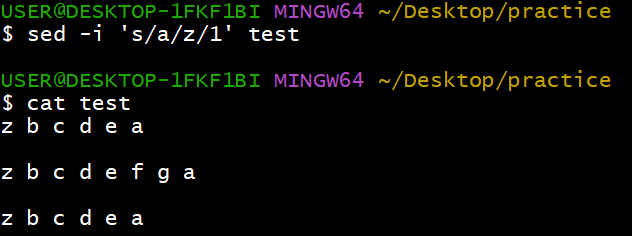 USER@DESKTOP-1FKF1BI MINGW64 ~/Desktop/practice
$ sed -i 's/a/z/1' test
USER@DESKTOP-1FKF1BI MINGW64 ~/Desktop/practice
$ cat test
z b c d e a
z b c d e f g a
z b c d e a